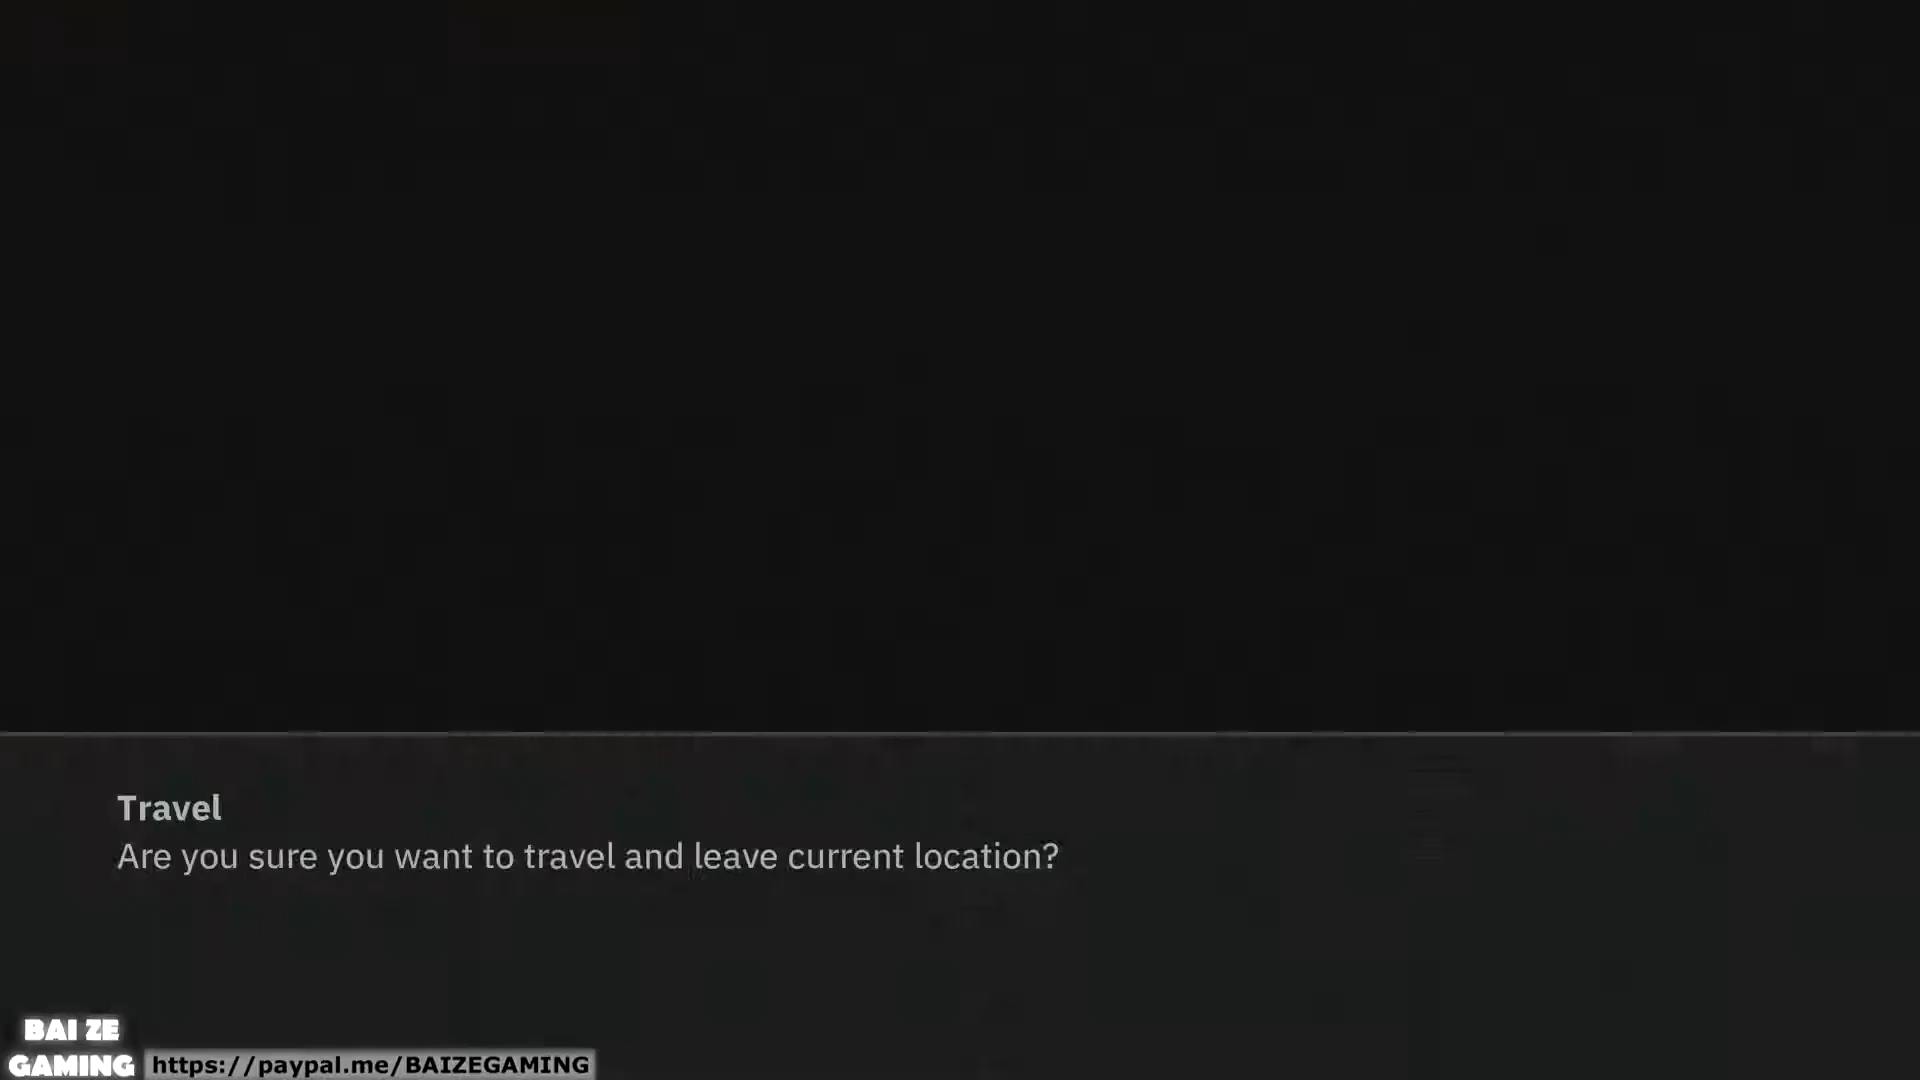 Travel
Are you sure you want to travel and leave current location?
BAI ZE
GAMING
https://paypal.me/BAIZEGAMING